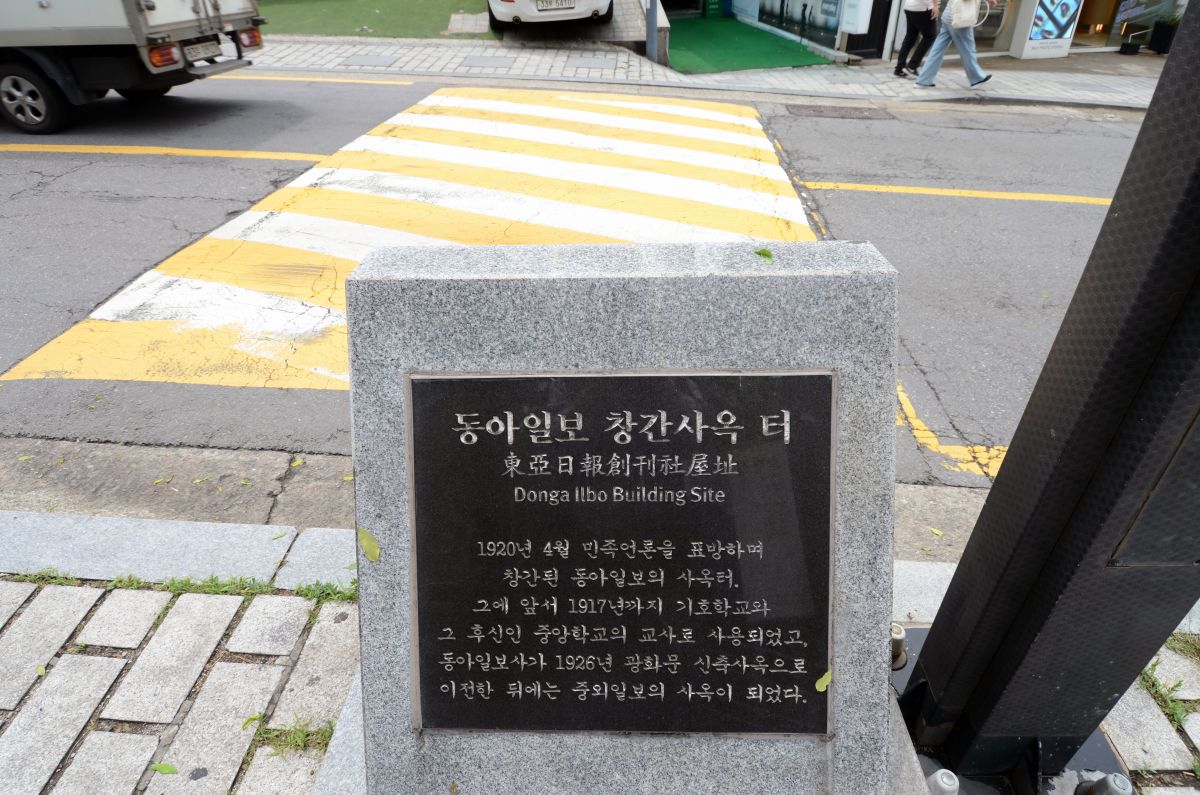 동아일보 창간사옥 터
東亞日報創刊社屋址
Donga Ilbo Building Site
1920년 4월 민족언론을 표방하며
창간된 동아일보의 사옥터.
그에 앞서 1917년까지 기호학교와
그 후신인 중앙학교의 교사로 사용되었고,
동아일보사가 1926년 광화문 신축사옥으로
이전한 뒤에는 중외일보의 사옥이 되었다.